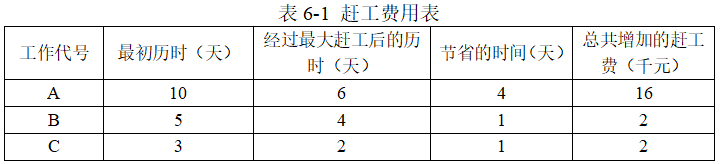 表 6-1 赶工费用表
工作代号 最初历时（天） 经过最大赶工后的历时（天） 节省的时间(天) 总共增加的赶工费（千元）
A 10 6 4 16
B 5 4 1 2
C 3 2 1 2